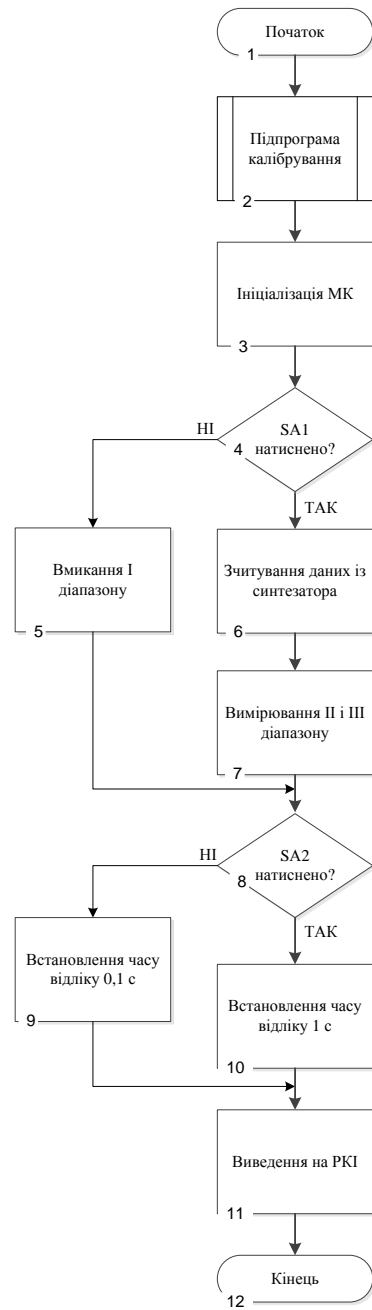 Початок
1
Підпрограма
калібрування
2
Ініціалізація МК
3
SA1
натиснено?
4
НІ
ТАК
Вмикання I
діапазону
5
Зчитування даних із
синтезатора
6
Вимірювання II і III
діапазону
7
SA2
натиснено?
8
НІ
ТАК
Встановлення часу
відліку 0,1 с
9
Встановлення часу
відліку 1 с
10
Виведення на РКІ
11
Кінець
12